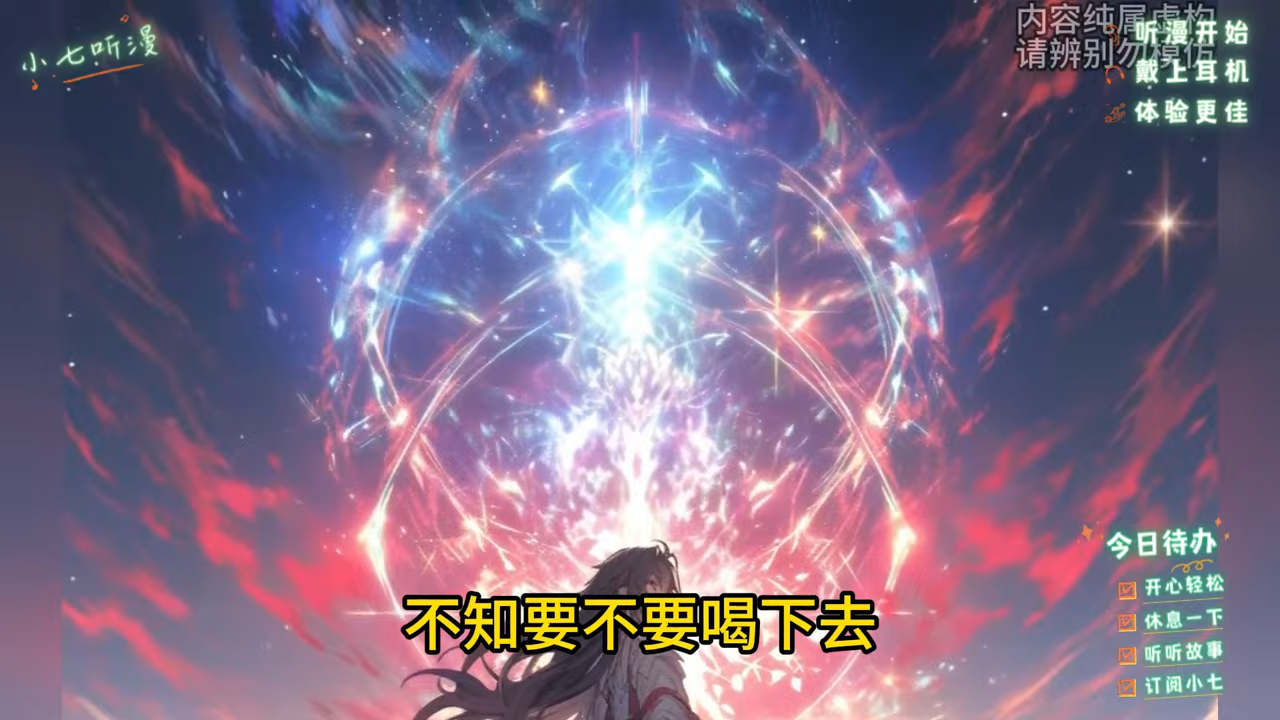 小七听漫
内容纯属虚构
请辨别勿模仿
听漫开始
戴上耳机
体验更佳
今日待办
开心轻松
休息一下
听听故事
订阅小七
不知要不要喝下去